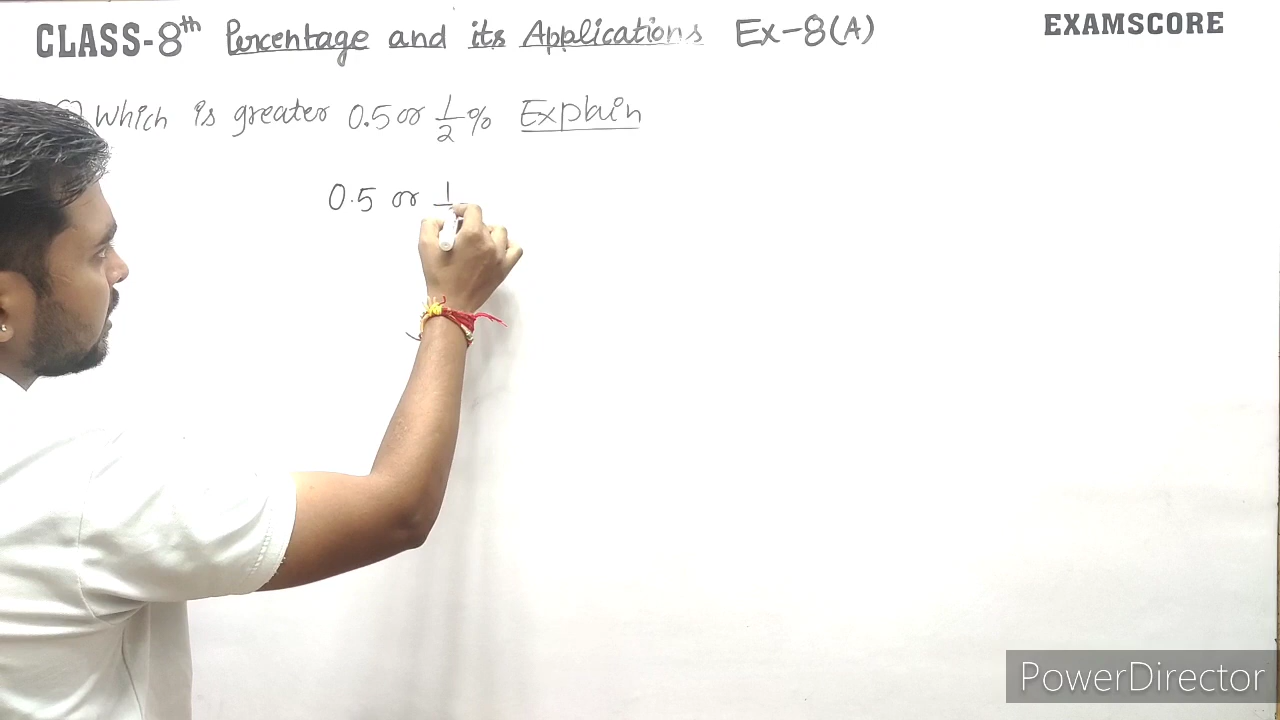 CLASS-8th Percentage and its Applications Ex-8(A)
EXAMSCORE
Which is greater 0.5 or 1/2 % Explain
0.5 or 1
PowerDirector